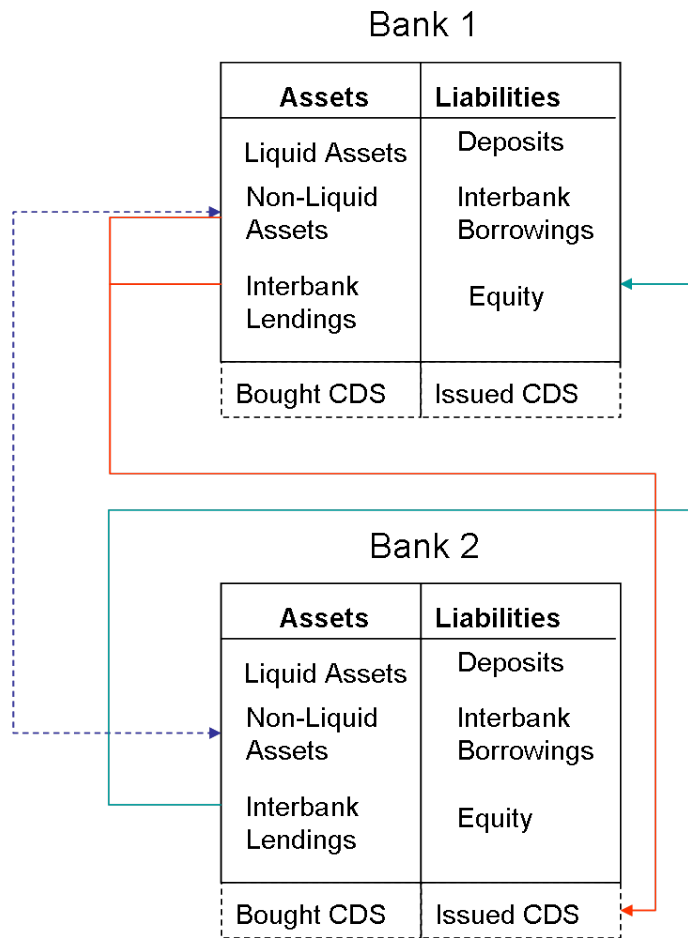 Bank 1
Assets
Liabilities
Liquid Assets
Deposits
Non-Liquid
Assets
Interbank
Borrowings
Interbank
Lendings
Equity
Bought CDS
Issued CDS
Bank 2
Assets
Liabilities
Liquid Assets
Deposits
Non-Liquid
Assets
Interbank
Borrowings
Interbank
Lendings
Equity
Bought CDS
Issued CDS